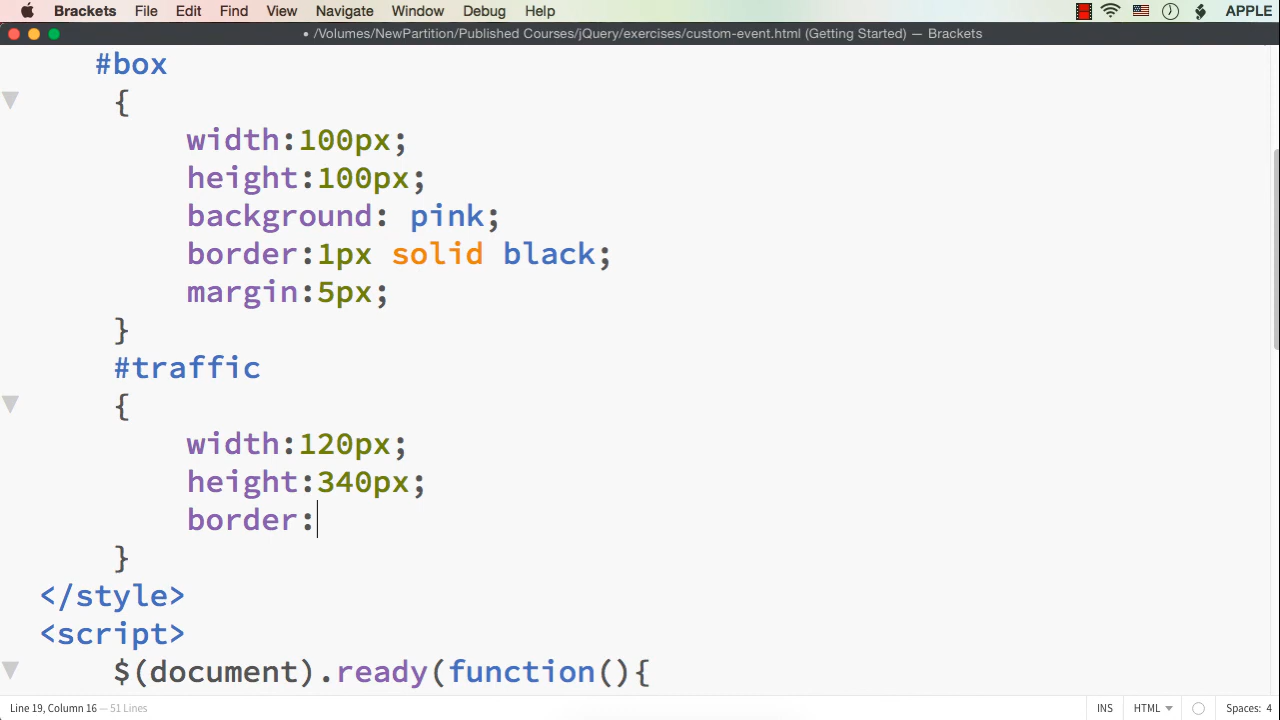 Brackets File Edit Find View Navigate Window Debug Help APPLE
• /Volumes/NewPartition/Published Courses/jQuery/exercises/custom-event.html (Getting Started) — Brackets
#box
{
width:100px;
height:100px;
background: pink;
border:1px solid black;
margin:5px;
}
#traffic
{
width:120px;
height:340px;
border:
}
</style>
<script>
$(document).ready(function(){
Line 19, Column 16 — 51 Lines INS HTML Spaces: 4